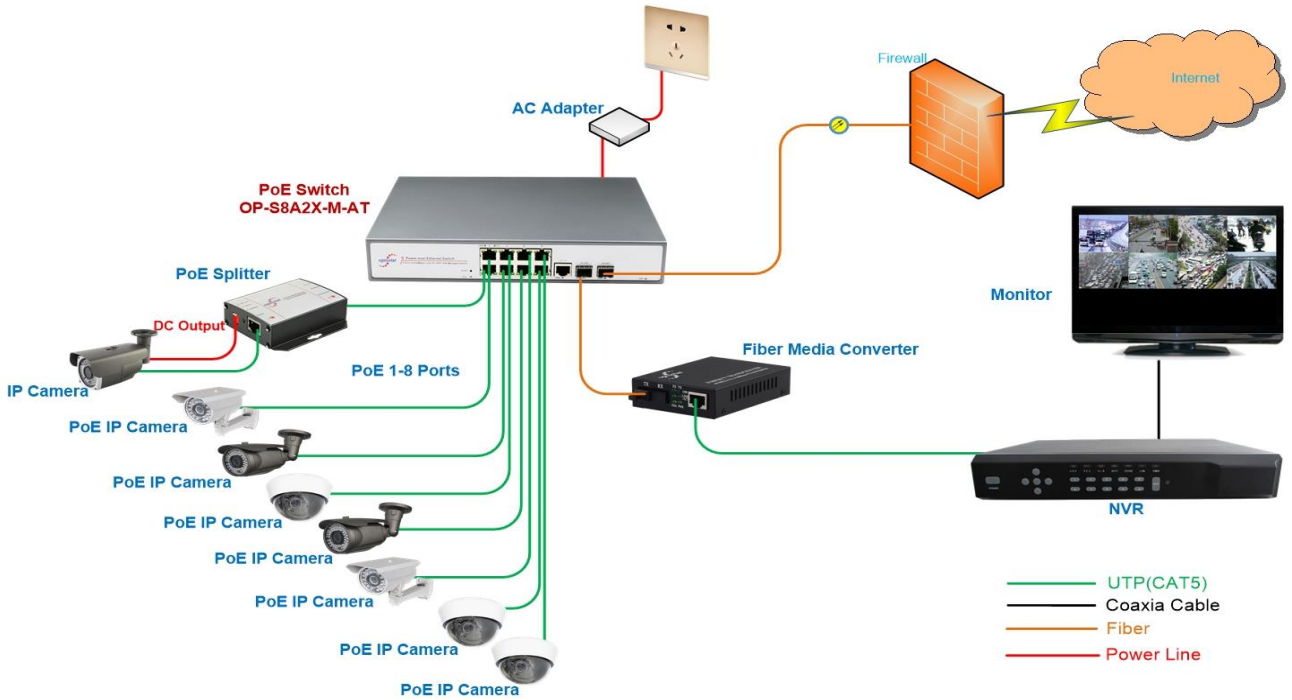 Firewall
Internet
AC Adapter
PoE Switch
OP-S8A2X-M-AT
PoE Splitter
DC Output
Monitor
Fiber Media Converter
IP Camera
PoE 1-8 Ports
PoE IP Camera
PoE IP Camera
PoE IP Camera
PoE IP Camera
PoE IP Camera
PoE IP Camera
PoE IP Camera
NVR
UTP(CAT5)
Coaxia Cable
Fiber
Power Line